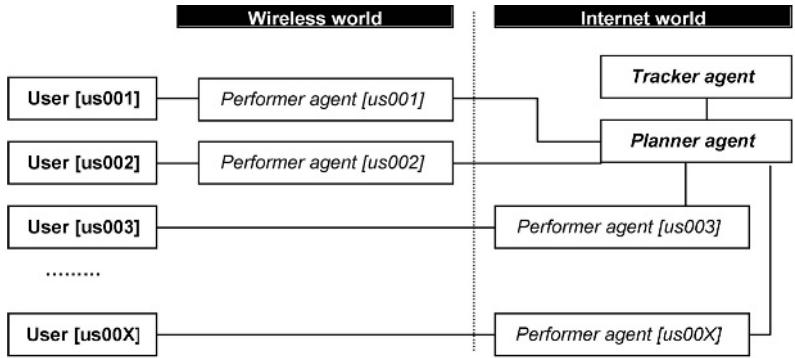 Wireless world
Internet world
Tracker agent
User [us001]
Performer agent [us001]
Planner agent
User [us002]
Performer agent [us002]
User [us003]
Performer agent [us003]
.........
User [us00X]
Performer agent [us00X]